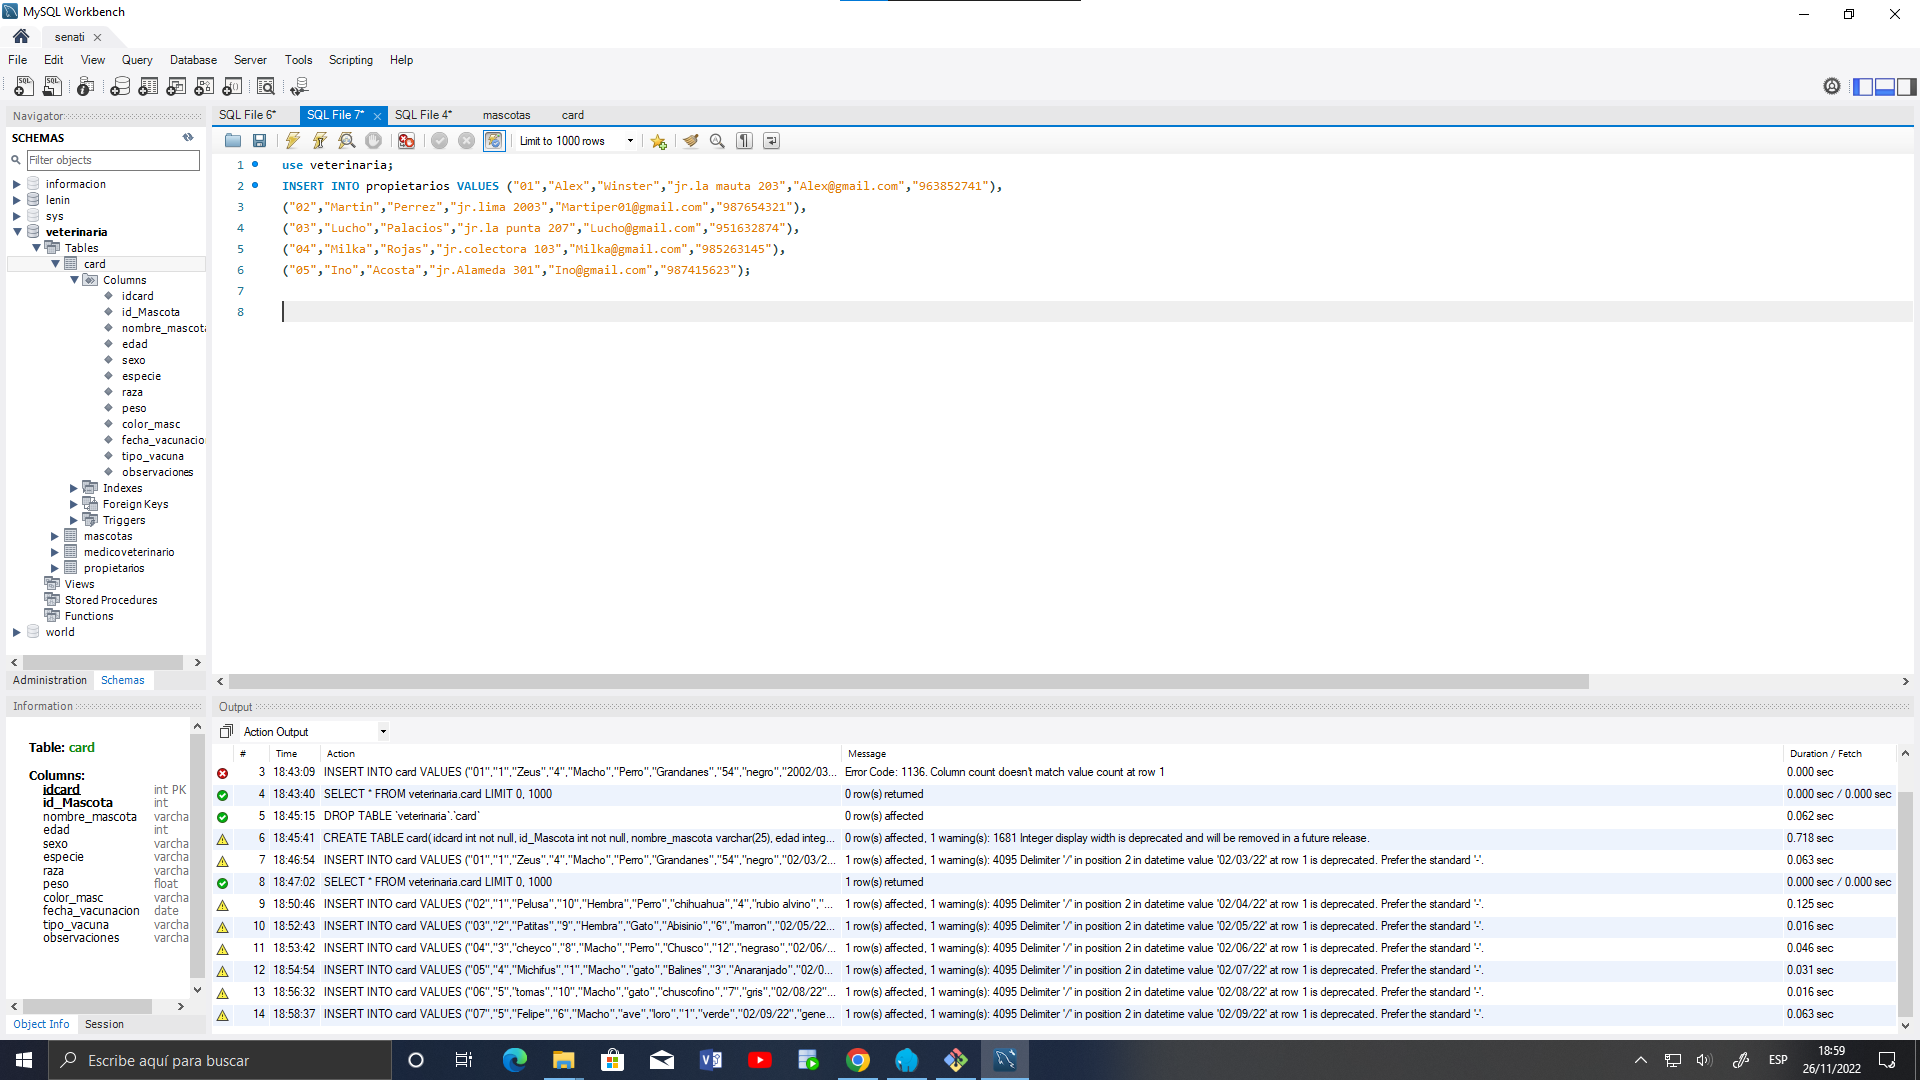 MySQL Workbench
senati
File Edit View Query Database Server Tools Scripting Help
Navigator
SCHEMAS
Filter objects
informacion
lenin
sys
veterinaria
Tables
card
Columns
idcard
id_Mascota
nombre_mascota
edad
sexo
especie
raza
peso
color_masc
fecha_vacunacio
tipo_vacuna
observaciones
Indexes
Foreign Keys
Triggers
mascotas
medicoveterinario
propietarios
Views
Stored Procedures
Functions
world
Administration Schemas
Information
Table: card
Columns:
idcard int PK
id_Mascota int
nombre_mascota varcha
edad int
sexo varcha
especie varcha
raza varcha
peso float
color_masc varcha
fecha_vacunacion date
tipo_vacuna varcha
observaciones varcha
Object Info Session
SQL File 6* SQL File 7* SQL File 4* mascotas card
Limit to 1000 rows
1 use veterinaria;
2 INSERT INTO propietarios VALUES ("01","Alex","Winster","jr.la mauta 203","Alex@gmail.com","963852741"),
3 ("02","Martin","Perrez","jr.lima 2003","Martiper01@gmail.com","987654321"),
4 ("03","Lucho","Palacios","jr.la punta 207","Lucho@gmail.com","951632874"),
5 ("04","Milka","Rojas","jr.colectora 103","Milka@gmail.com","985263145"),
6 ("05","Ino","Acosta","jr.Alameda 301","Ino@gmail.com","987415623");
7
8
Output
Action Output
# Time Action Message Duration / Fetch
3 18:43:09 INSERT INTO card VALUES ("01","1","Zeus","4","Macho","Perro","Grandanes","54","negro","2002/03... Error Code: 1136. Column count doesn't match value count at row 1 0.000 sec
4 18:43:40 SELECT * FROM veterinaria.card LIMIT 0, 1000 0 row(s) returned 0.000 sec / 0.000 sec
5 18:45:15 DROP TABLE `veterinaria`.`card` 0 row(s) affected 0.062 sec
6 18:45:41 CREATE TABLE card( idcard int not null, id_Mascota int not null, nombre_mascota varchar(25), edad integ... 0 row(s) affected, 1 warning(s): 1681 Integer display width is deprecated and will be removed in a future release. 0.718 sec
7 18:46:54 INSERT INTO card VALUES ("01","1","Zeus","4","Macho","Perro","Grandanes","54","negro","02/03/2... 1 row(s) affected, 1 warning(s): 4095 Delimiter '/' in position 2 in datetime value '02/03/22' at row 1 is deprecated. Prefer the standard '-'. 0.063 sec
8 18:47:02 SELECT * FROM veterinaria.card LIMIT 0, 1000 1 row(s) returned 0.000 sec / 0.000 sec
9 18:50:46 INSERT INTO card VALUES ("02","1","Pelusa","10","Hembra","Perro","chihuahua","4","rubio alvino","... 1 row(s) affected, 1 warning(s): 4095 Delimiter '/' in position 2 in datetime value '02/04/22' at row 1 is deprecated. Prefer the standard '-'. 0.125 sec
10 18:52:43 INSERT INTO card VALUES ("03","2","Patitas","9","Hembra","Gato","Abisinio","6","marron","02/05/22... 1 row(s) affected, 1 warning(s): 4095 Delimiter '/' in position 2 in datetime value '02/05/22' at row 1 is deprecated. Prefer the standard '-'. 0.016 sec
11 18:53:42 INSERT INTO card VALUES ("04","3","cheyco","8","Macho","Perro","Chusco","12","negraso","02/06/... 1 row(s) affected, 1 warning(s): 4095 Delimiter '/' in position 2 in datetime value '02/06/22' at row 1 is deprecated. Prefer the standard '-'. 0.046 sec
12 18:54:54 INSERT INTO card VALUES ("05","4","Michifus","1","Macho","gato","Balines","3","Anaranjado","02/0... 1 row(s) affected, 1 warning(s): 4095 Delimiter '/' in position 2 in datetime value '02/07/22' at row 1 is deprecated. Prefer the standard '-'. 0.031 sec
13 18:56:32 INSERT INTO card VALUES ("06","5","tomas","10","Macho","gato","chuscofino","7","gris","02/08/22"... 1 row(s) affected, 1 warning(s): 4095 Delimiter '/' in position 2 in datetime value '02/08/22' at row 1 is deprecated. Prefer the standard '-'. 0.016 sec
14 18:58:37 INSERT INTO card VALUES ("07","5","Felipe","6","Macho","ave","loro","1","verde","02/09/22","gene... 1 row(s) affected, 1 warning(s): 4095 Delimiter '/' in position 2 in datetime value '02/09/22' at row 1 is deprecated. Prefer the standard '-'. 0.063 sec
Escribe aquí para buscar
ESP
18:59
26/11/2022